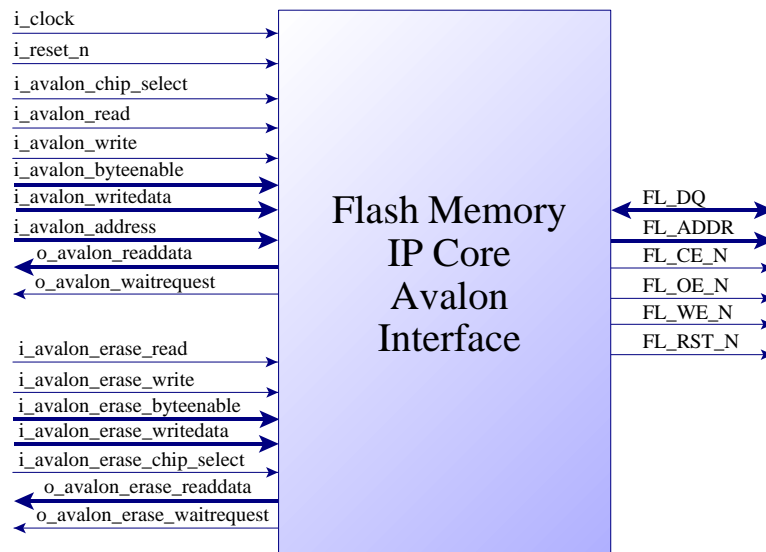 i_clock
i_reset_n
i_avalon_chip_select
i_avalon_read
i_avalon_write
i_avalon_byteenable
i_avalon_writedata
i_avalon_address
o_avalon_readdata
o_avalon_waitrequest
i_avalon_erase_read
i_avalon_erase_write
i_avalon_erase_byteenable
i_avalon_erase_writedata
i_avalon_erase_chip_select
o_avalon_erase_readdata
o_avalon_erase_waitrequest
Flash Memory
IP Core
Avalon
Interface
FL_DQ
FL_ADDR
FL_CE_N
FL_OE_N
FL_WE_N
FL_RST_N